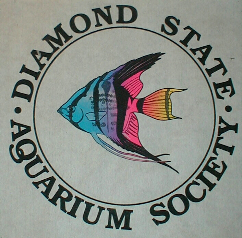 • DIAMOND STATE •
AQUARIUM SOCIETY